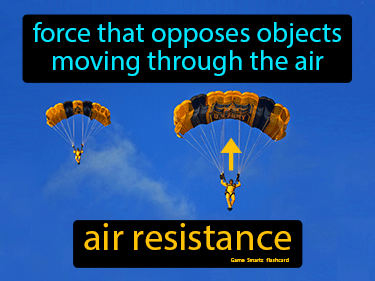 force that opposes objects
moving through the air
U.S. ARMY
air resistance
Game Smartz flashcard